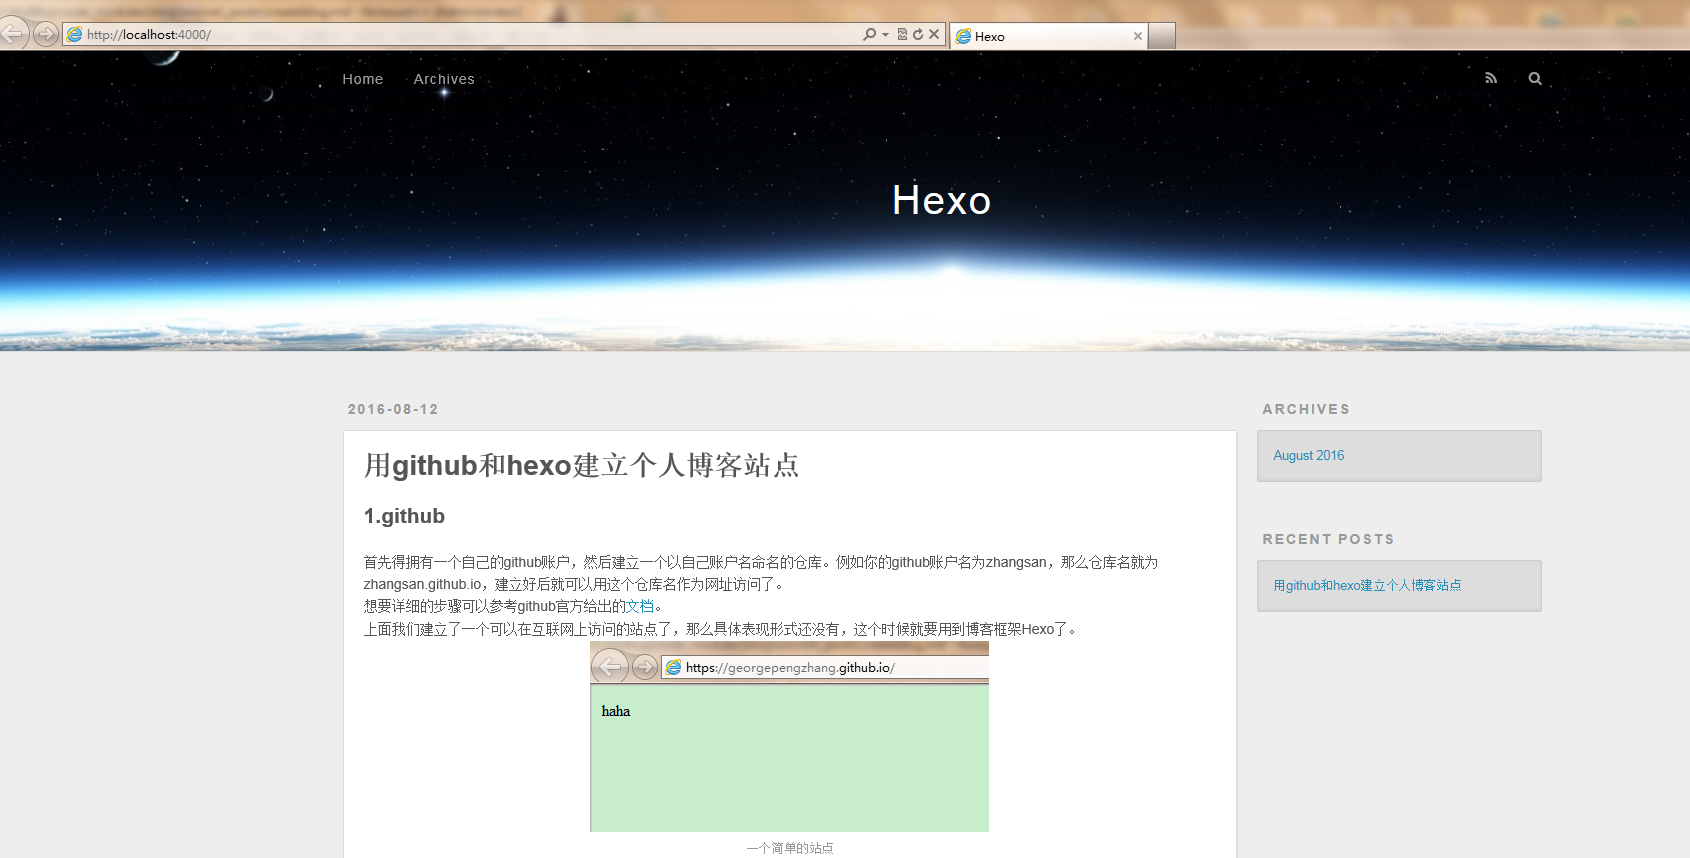 http://localhost:4000/
Hexo
Home
Archives
Hexo
2016-08-12
用github和hexo建立个人博客站点
1.github
首先得拥有一个自己的github账户，然后建立一个以自己账户名命名的仓库。例如你的github账户名为zhangsan，那么仓库名就为
zhangsan.github.io，建立好后就可以用这个仓库名作为网址访问了。
想要详细的步骤可以参考github官方给出的文档。
上面我们建立了一个可以在互联网上访问的站点了，那么具体表现形式还没有，这个时候就要用到博客框架Hexo了。
https://georgepengzhang.github.io/
haha
一个简单的站点
ARCHIVES
August 2016
RECENT POSTS
用github和hexo建立个人博客站点